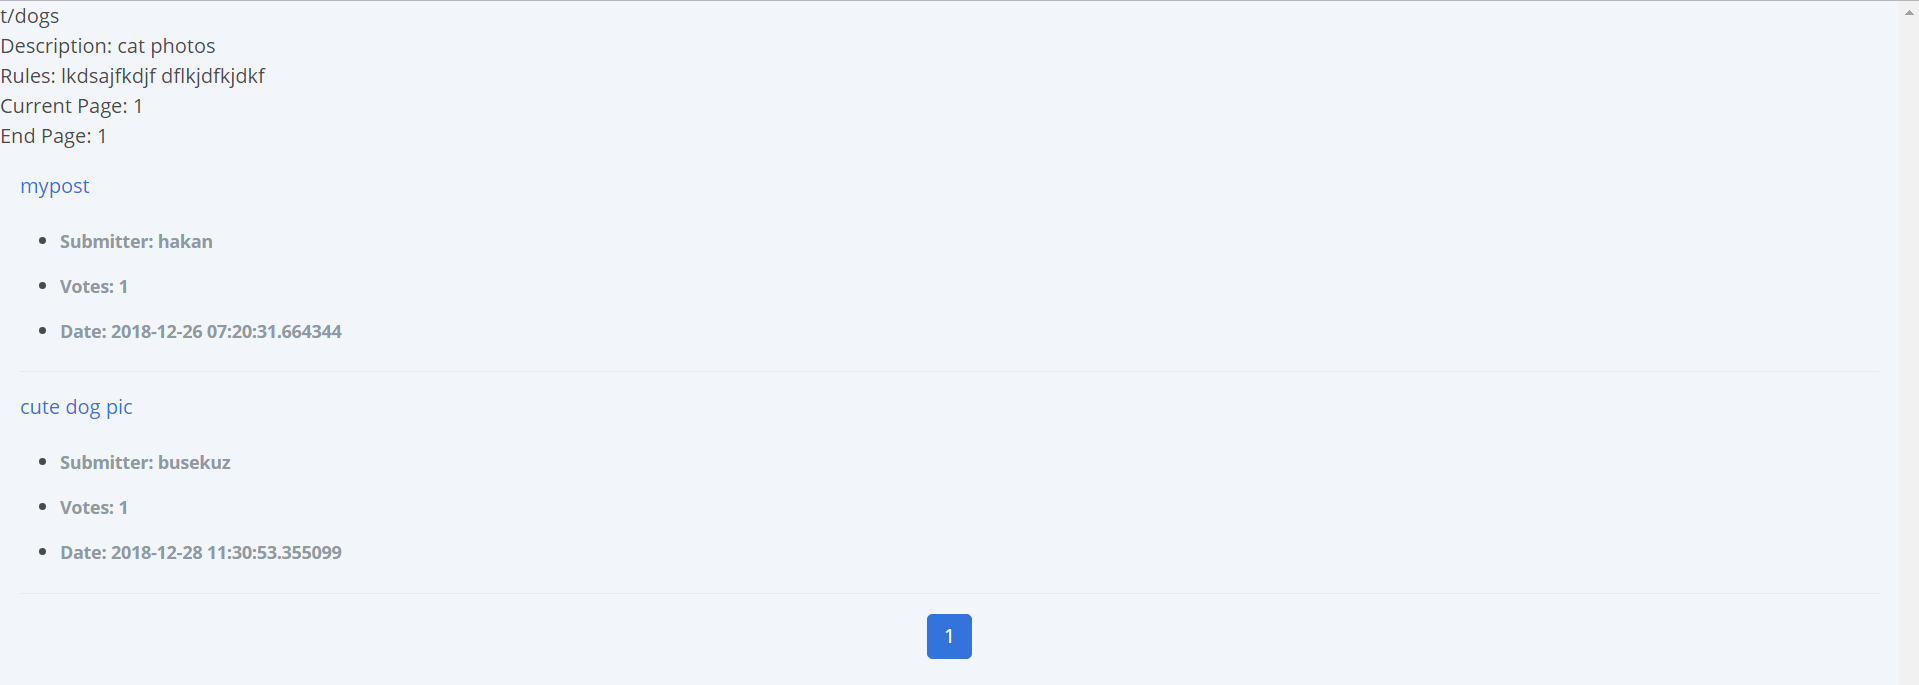 t/dogs
Description: cat photos
Rules: lkdsajfkdjf dflkjdfkjdkf
Current Page: 1
End Page: 1
mypost
Submitter: hakan
Votes: 1
Date: 2018-12-26 07:20:31.664344
cute dog pic
Submitter: busekuz
Votes: 1
Date: 2018-12-28 11:30:53.355099
1